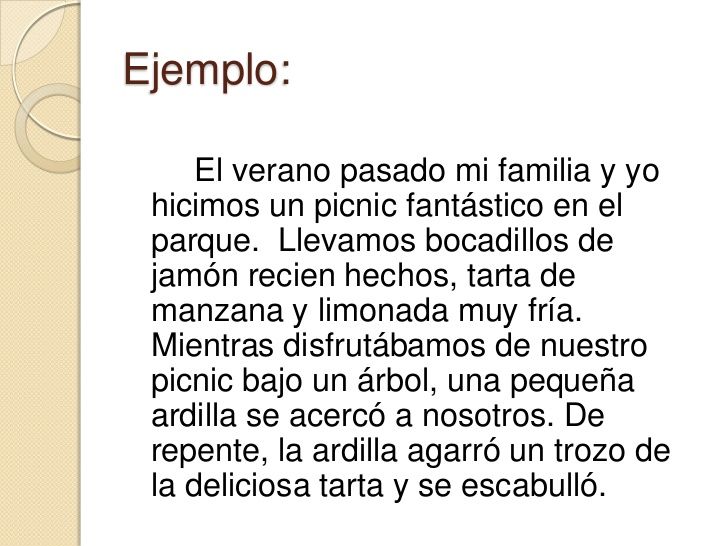 Ejemplo:
El verano pasado mi familia y yo
hicimos un picnic fantástico en el
parque.  Llevamos bocadillos de
jamón recien hechos, tarta de
manzana y limonada muy fría.
Mientras disfrutábamos de nuestro
picnic bajo un árbol, una pequeña
ardilla se acercó a nosotros. De
repente, la ardilla agarró un trozo de
la deliciosa tarta y se escabulló.